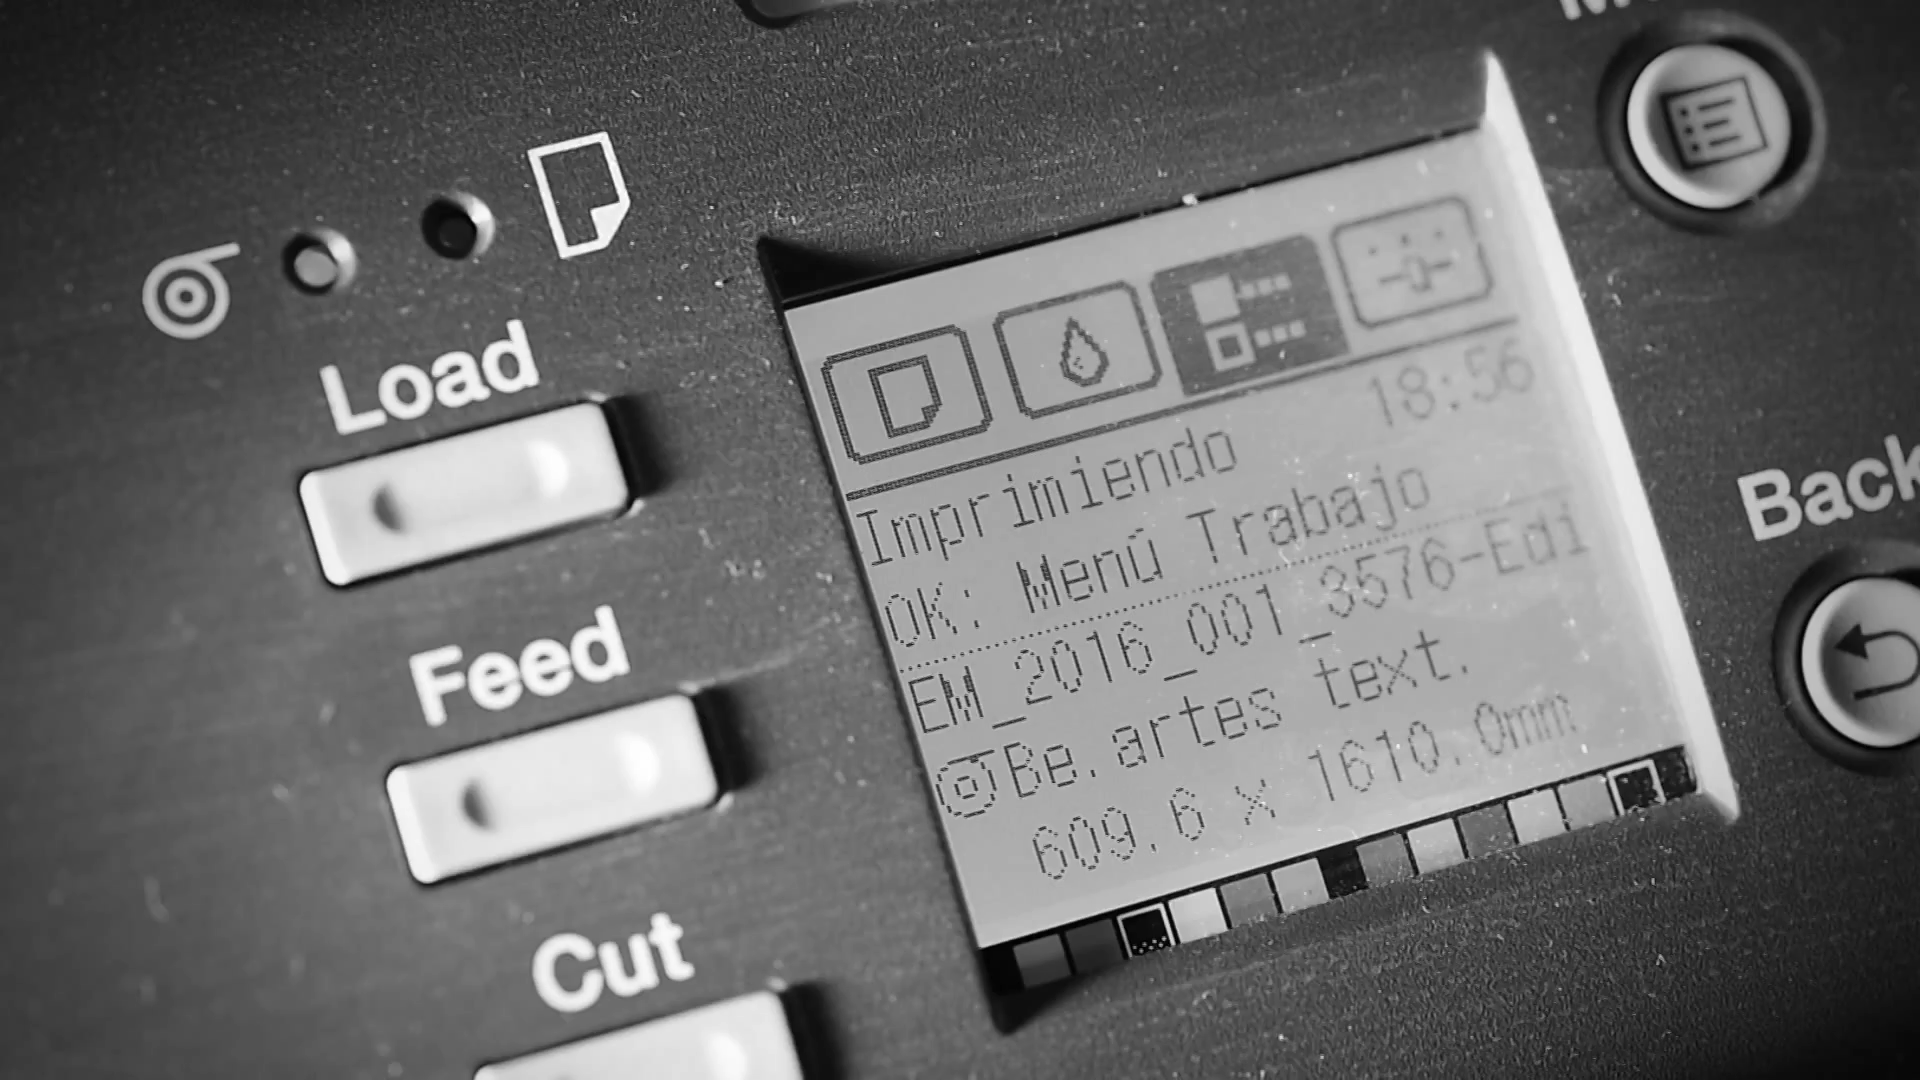 Load
Feed
Cut
Back
18:56
Imprimiendo
OK: Menú Trabajo
EM_2016_001_3576-Edi
Be.artes text.
609.6 x 1610.0mm